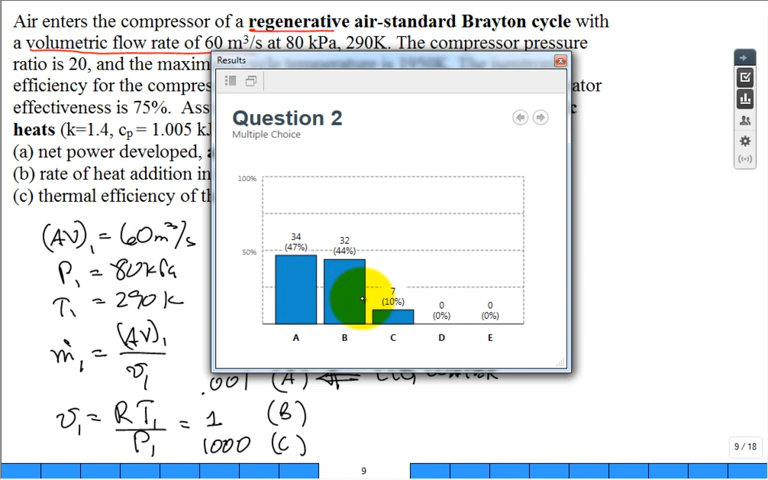 Air enters the compressor of a regenerative air-standard Brayton cycle with
a volumetric flow rate of 60 m³/s at 80 kPa, 290K. The compressor pressure
ratio is 20, and the maxim
efficiency for the compres
ator
effectiveness is 75%. Ass
c
heats (k=1.4, cp= 1.005 k
(a) net power developed,
(b) rate of heat addition in
(c) thermal efficiency of th
Results
Question 2
Multiple Choice
100%
50%
34
(47%)
32
(44%)
7
(10%)
0
(0%)
0
(0%)
A B C D E
(AV)₁ = 60m³/s
P₁ = 80kPa
T₁ = 290K
ṁ₁ = (AV)₁ / v₁
.001 (A)
v₁ = RT₁ / P₁ = 1 (B)
1000 (C)
9 / 18
9